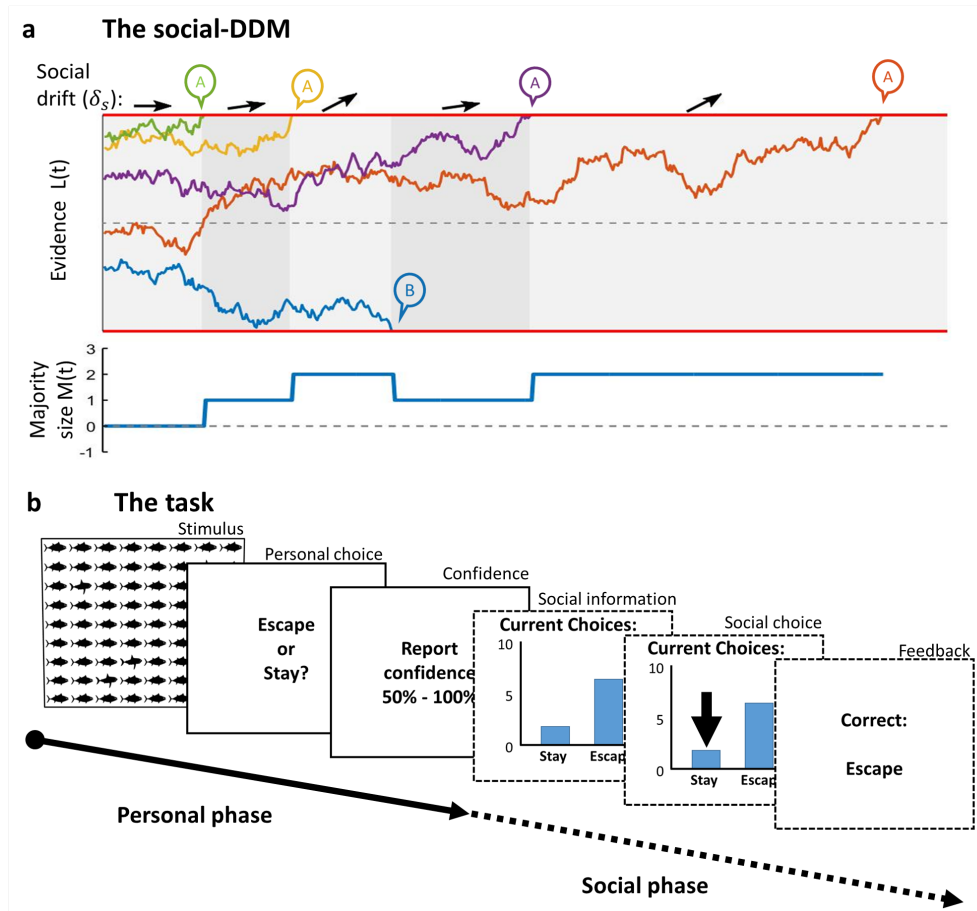 a The social-DDM
Social
drift (δs):
A
A
A
A
B
Evidence L(t)
Majority
size M(t)
3
2
1
0
-1
b The task
Stimulus
Personal choice
Escape
or
Stay?
Confidence
Report
confidence
50% - 100%
Social information
Current Choices:
10
5
0
Stay
Escap
Social choice
Current Choices:
10
5
0
Stay
Escap
Feedback
Correct:
Escape
Personal phase
Social phase